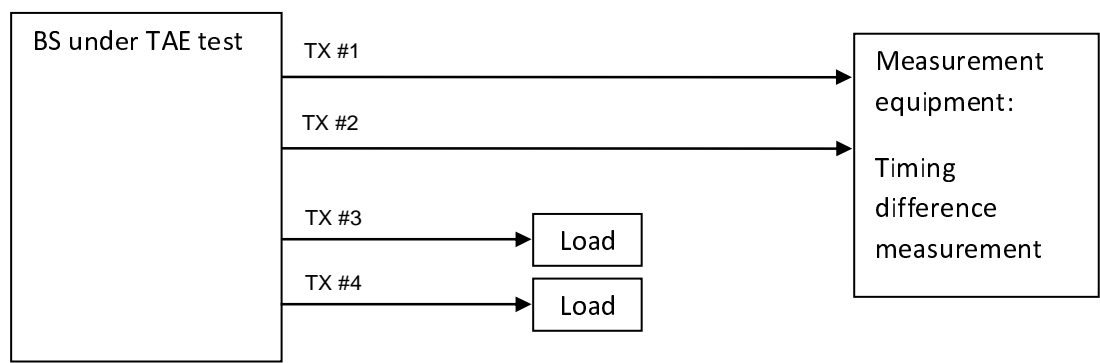 BS under TAE test
TX #1
TX #2
TX #3
TX #4
Load
Load
Measurement
equipment:
Timing
difference
measurement